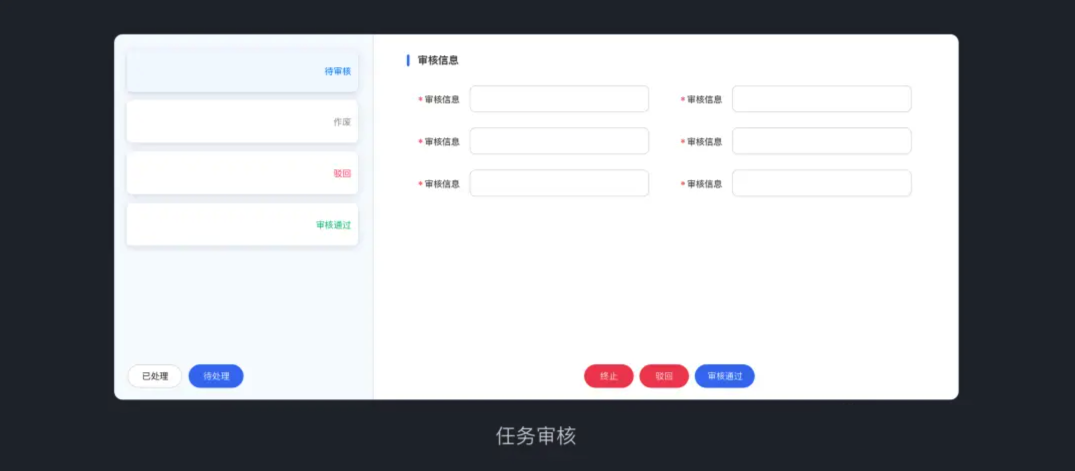 待审核
作废
驳回
审核通过
已处理 待处理
审核信息
* 审核信息 * 审核信息
* 审核信息 * 审核信息
* 审核信息 * 审核信息
终止 驳回 审核通过
任务审核